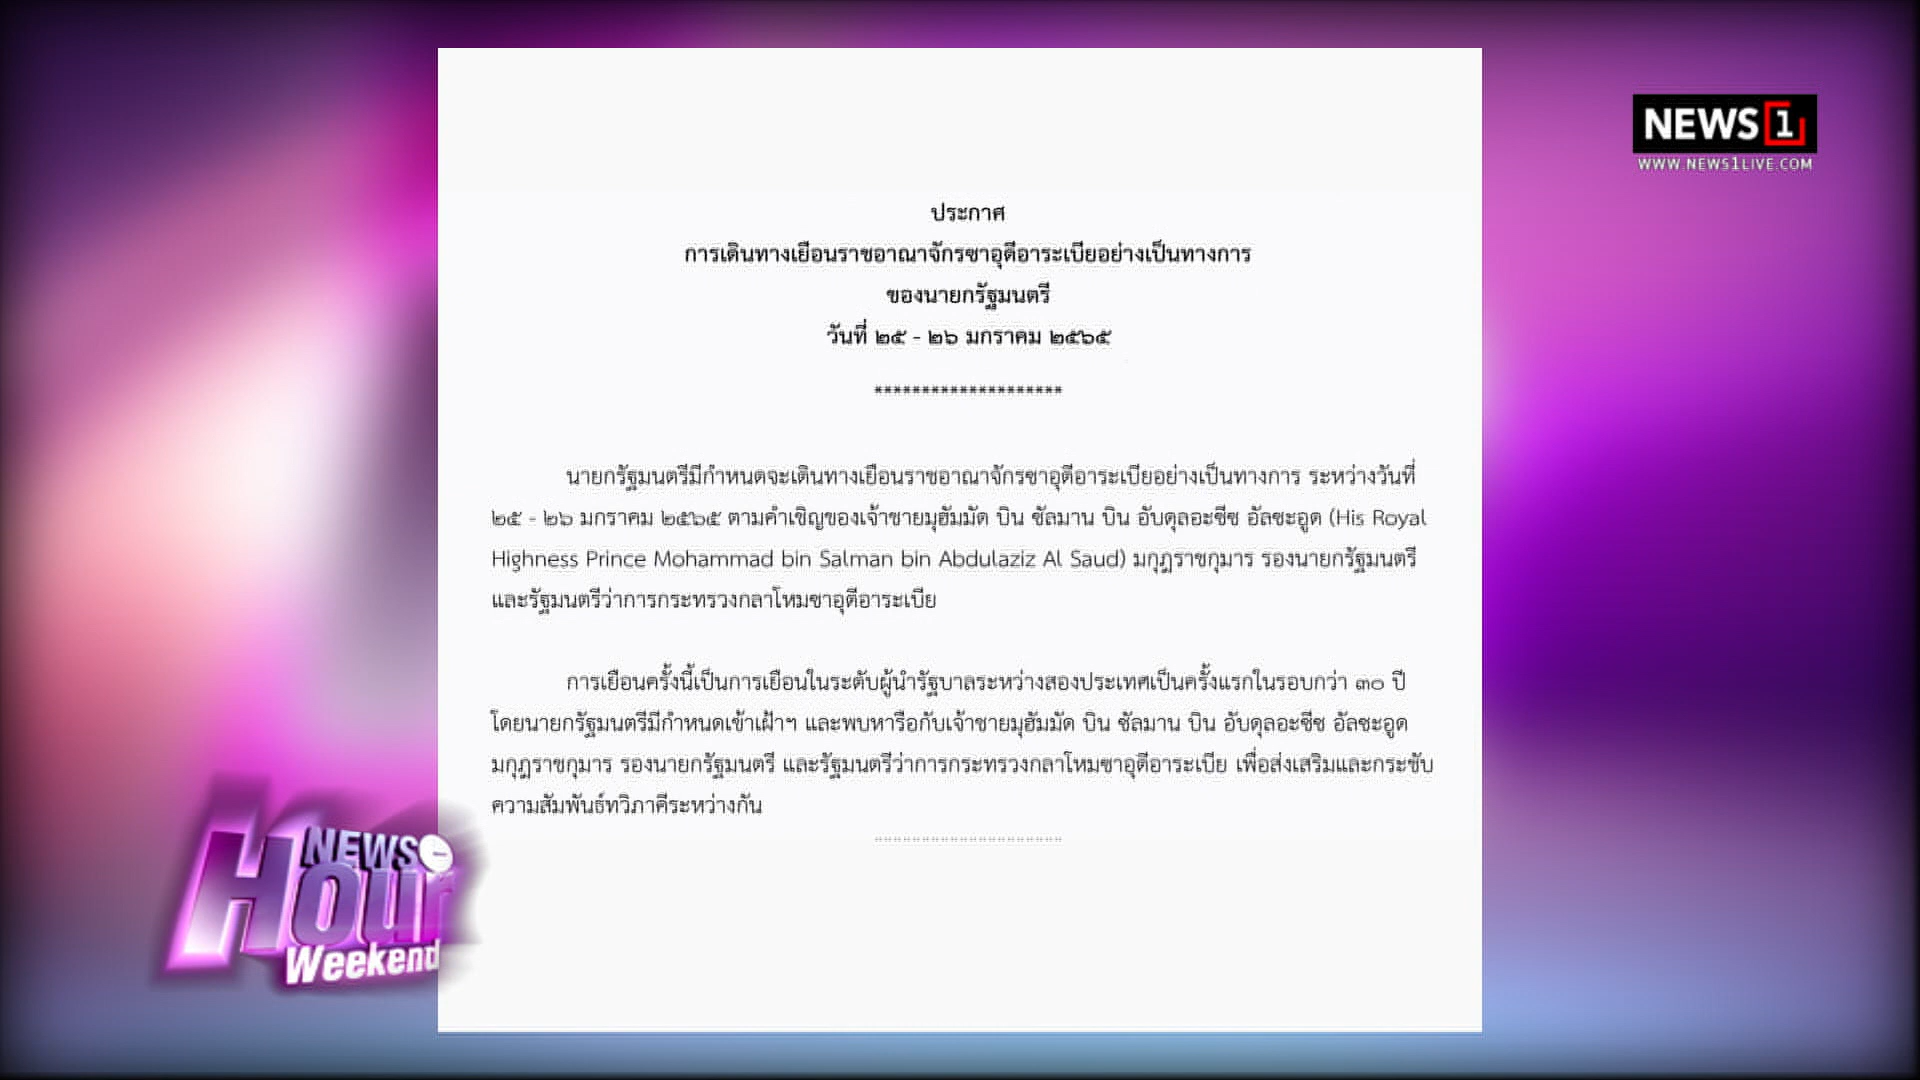 NEWS 1
WWW.NEWS1LIVE.COM
ประกาศ
การเดินทางเยือนราชอาณาจักรซาอุดีอาระเบียอย่างเป็นทางการ
ของนายกรัฐมนตรี
วันที่ ๒๕ - ๒๖ มกราคม ๒๕๖๕
********************
นายกรัฐมนตรีมีกำหนดจะเดินทางเยือนราชอาณาจักรซาอุดีอาระเบียอย่างเป็นทางการ ระหว่างวันที่
๒๕ - ๒๖ มกราคม ๒๕๖๕ ตามคำเชิญของเจ้าชายมุฮัมมัด บิน ซัลมาน บิน อับดุลอะซีซ อัลซะอูด (His Royal
Highness Prince Mohammad bin Salman bin Abdulaziz Al Saud) มกุฎราชกุมาร รองนายกรัฐมนตรี
และรัฐมนตรีว่าการกระทรวงกลาโหมซาอุดีอาระเบีย
การเยือนครั้งนี้เป็นการเยือนในระดับผู้นำรัฐบาลระหว่างสองประเทศเป็นครั้งแรกในรอบกว่า ๓๐ ปี
โดยนายกรัฐมนตรีมีกำหนดเข้าเฝ้าฯ และพบหารือกับเจ้าชายมุฮัมมัด บิน ซัลมาน บิน อับดุลอะซีซ อัลซะอูด
มกุฎราชกุมาร รองนายกรัฐมนตรี และรัฐมนตรีว่าการกระทรวงกลาโหมซาอุดีอาระเบีย เพื่อส่งเสริมและกระชับ
ความสัมพันธ์ทวิภาคีระหว่างกัน
NEWS
Hour
Weekend